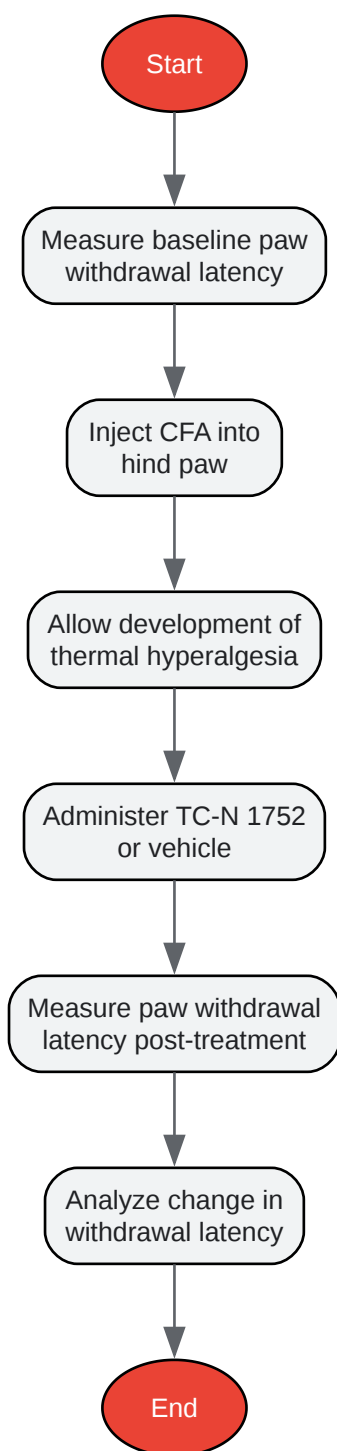 Start
Measure baseline paw
withdrawal latency
Inject CFA into
hind paw
Allow development of
thermal hyperalgesia
Administer TC-N 1752
or vehicle
Measure paw withdrawal
latency post-treatment
Analyze change in
withdrawal latency
End